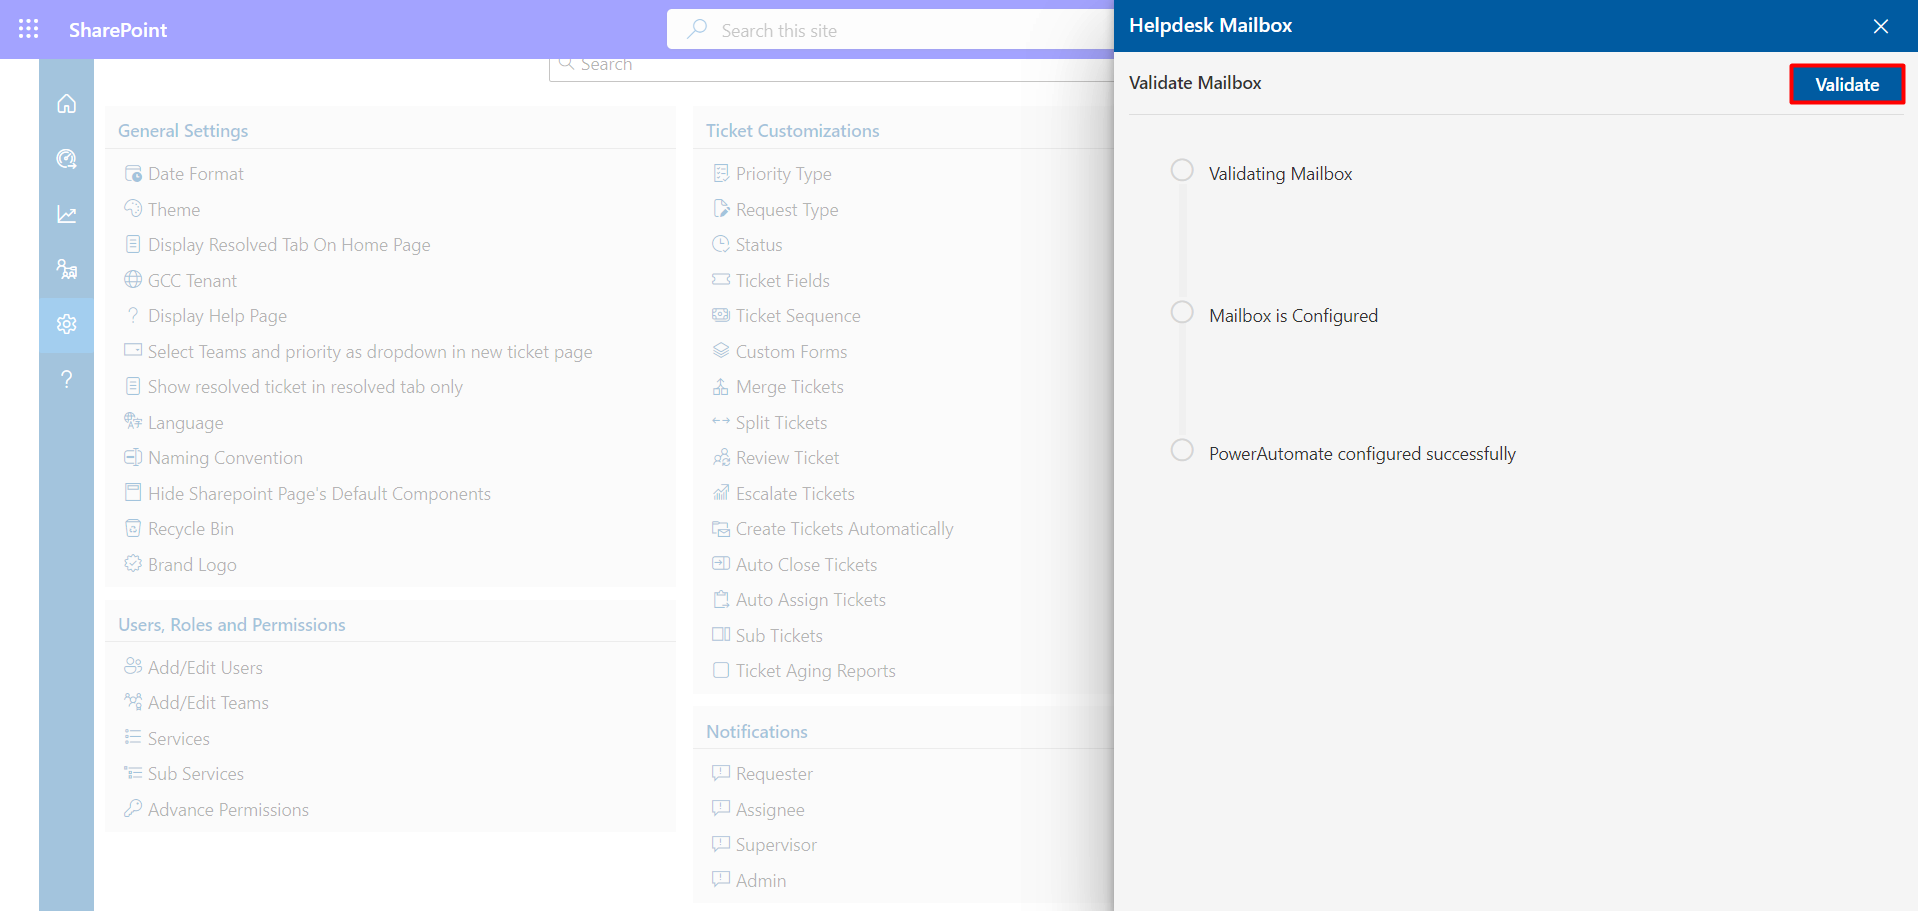 SharePoint
Search this site
Search
General Settings
Date Format
Theme
Display Resolved Tab On Home Page
GCC Tenant
Display Help Page
Select Teams and priority as dropdown in new ticket page
Show resolved ticket in resolved tab only
Language
Naming Convention
Hide Sharepoint Page's Default Components
Recycle Bin
Brand Logo
Users, Roles and Permissions
Add/Edit Users
Add/Edit Teams
Services
Sub Services
Advance Permissions
Ticket Customizations
Priority Type
Request Type
Status
Ticket Fields
Ticket Sequence
Custom Forms
Merge Tickets
Split Tickets
Review Ticket
Escalate Tickets
Create Tickets Automatically
Auto Close Tickets
Auto Assign Tickets
Sub Tickets
Ticket Aging Reports
Notifications
Requester
Assignee
Supervisor
Admin
Helpdesk Mailbox
Validate Mailbox
Validate
Validating Mailbox
Mailbox is Configured
PowerAutomate configured successfully